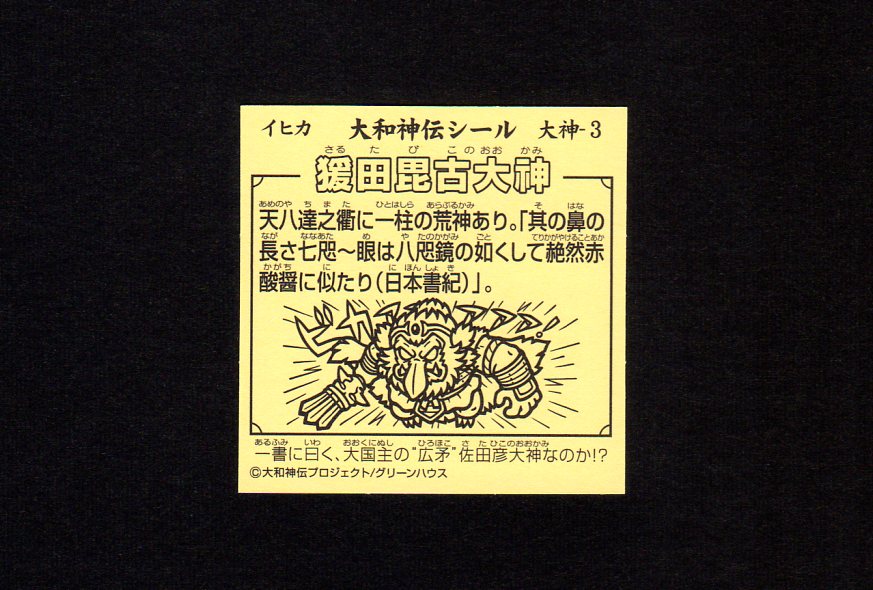 イヒカ 大和神伝シール 大神-3
さる た び このおお かみ
猨田毘古大神
あめのや ち また ひとはしら あらぶるかみ そ はな
天八達之衢に一柱の荒神あり。「其の鼻の
なが ななあた め や たのかがみ ごと てりかがやけることあか
長さ七咫～眼は八咫鏡の如くして赩然赤
かがち に に ほん しょ き
酸醤に似たり(日本書紀)」。
ピカ
あるふみ いわ おおくにぬし ひろほこ さ た ひこのおおかみ
一書に曰く、大国主の"広矛"佐田彦大神なのか!?
©大和神伝プロジェクト/グリーンハウス